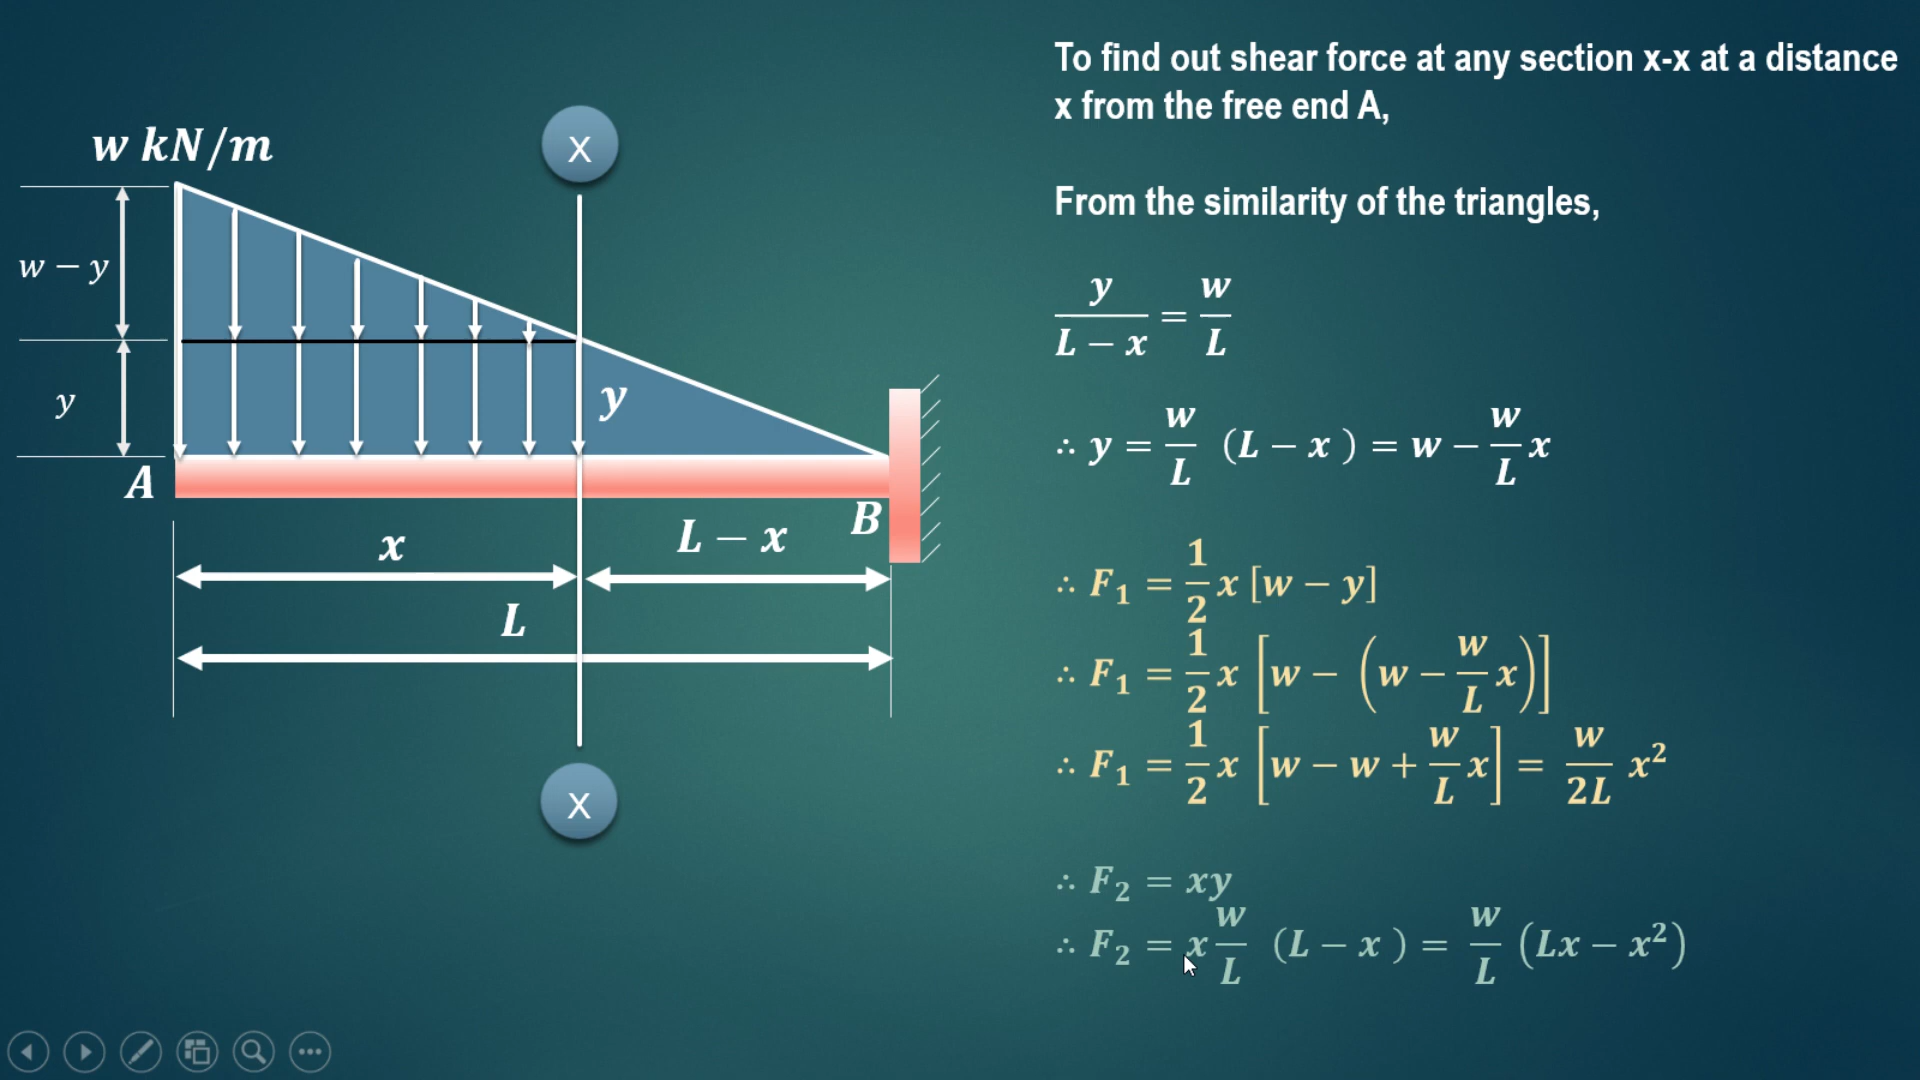 w kN/m
X
w − y
y
y
A
B
x
L − x
L
X
To find out shear force at any section x-x at a distance
x from the free end A,
From the similarity of the triangles,
y/(L − x) = w/L
∴ y = w/L (L − x ) = w − w/L x
∴ F₁ = 1/2 x [w − y]
∴ F₁ = 1/2 x [w − (w − w/L x)]
∴ F₁ = 1/2 x [w − w + w/L x] = w/2L x²
∴ F₂ = xy
∴ F₂ = x w/L (L − x ) = w/L (Lx − x²)